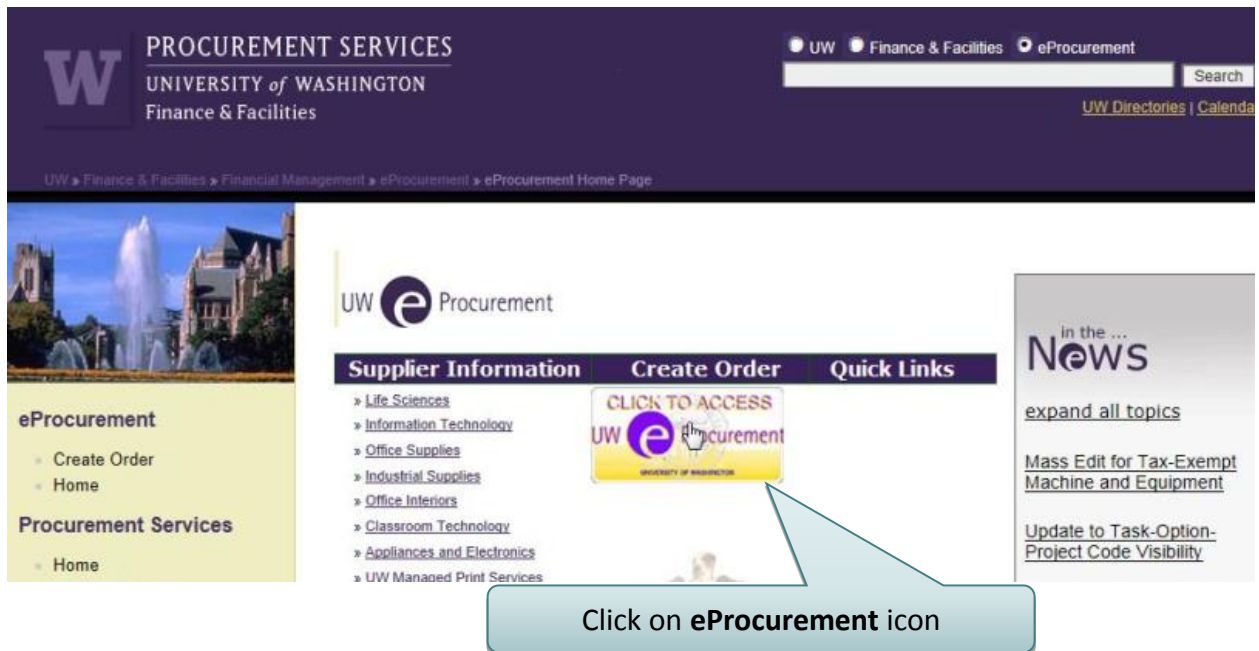 W
PROCUREMENT SERVICES
UNIVERSITY of WASHINGTON
Finance & Facilities
UW Finance & Facilities eProcurement
Search
UW Directories | Calenda
UW » Finance & Facilities » Financial Management » eProcurement » eProcurement Home Page
eProcurement
Create Order
Home
Procurement Services
Home
UW e Procurement
Supplier Information Create Order Quick Links
» Life Sciences
» Information Technology
» Office Supplies
» Industrial Supplies
» Office Interiors
» Classroom Technology
» Appliances and Electronics
» UW Managed Print Services
CLICK TO ACCESS
UW e Procurement
UNIVERSITY OF WASHINGTON
in the ...
News
expand all topics
Mass Edit for Tax-Exempt
Machine and Equipment
Update to Task-Option-
Project Code Visibility
Click on eProcurement icon